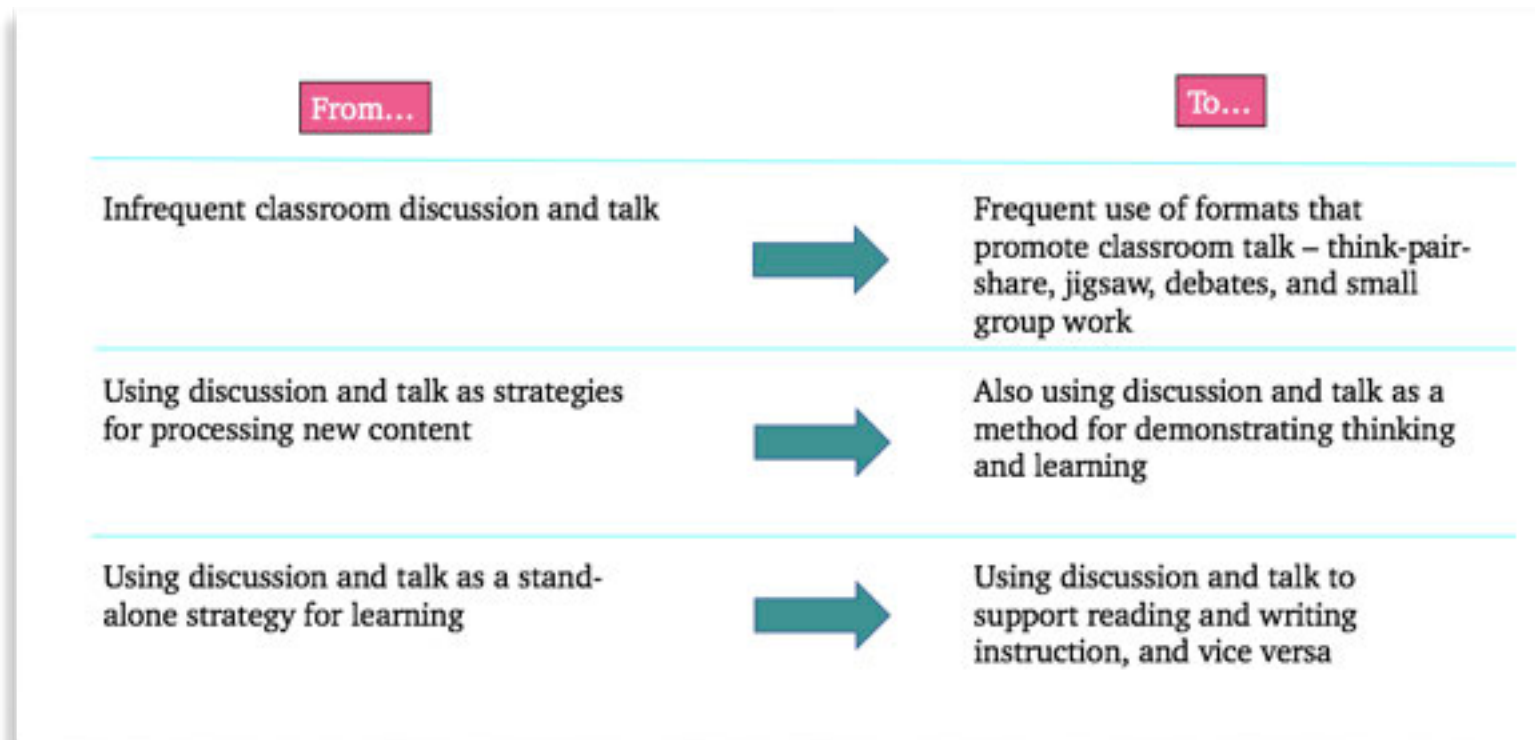 From...
To...
Infrequent classroom discussion and talk
Frequent use of formats that
promote classroom talk – think-pair-
share, jigsaw, debates, and small
group work
Using discussion and talk as strategies
for processing new content
Also using discussion and talk as a
method for demonstrating thinking
and learning
Using discussion and talk as a stand-
alone strategy for learning
Using discussion and talk to
support reading and writing
instruction, and vice versa